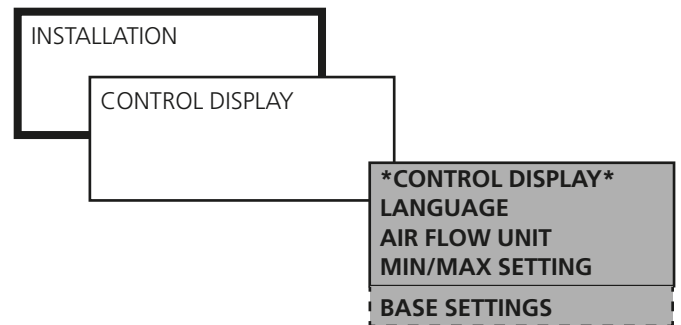 INSTALLATION
CONTROL DISPLAY
*CONTROL DISPLAY*
LANGUAGE
AIR FLOW UNIT
MIN/MAX SETTING
BASE SETTINGS